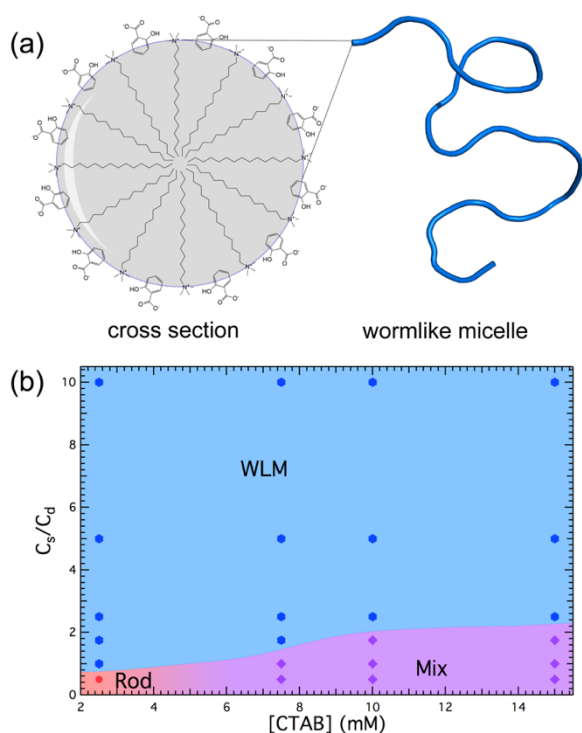 (a)
cross section
wormlike micelle
(b)
10
8
6
4
2
0
Cs/Cd
WLM
Rod
Mix
2
4
6
8
10
12
14
[CTAB] (mM)